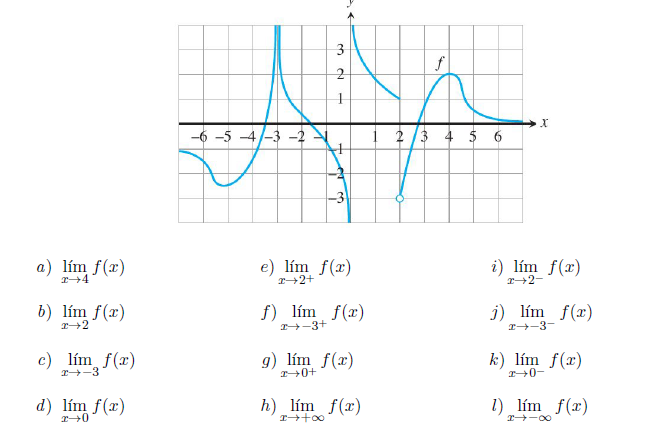 y
3
f
2
1
x
-6 -5 -4 -3 -2 -1 1 2 3 4 5 6
-1
-2
-3
a) lím f(x) x→4
e) lím f(x) x→2+
i) lím f(x) x→2−
b) lím f(x) x→2
f) lím f(x) x→−3+
j) lím f(x) x→−3−
c) lím f(x) x→−3
g) lím f(x) x→0+
k) lím f(x) x→0−
d) lím f(x) x→0
h) lím f(x) x→+∞
l) lím f(x) x→−∞